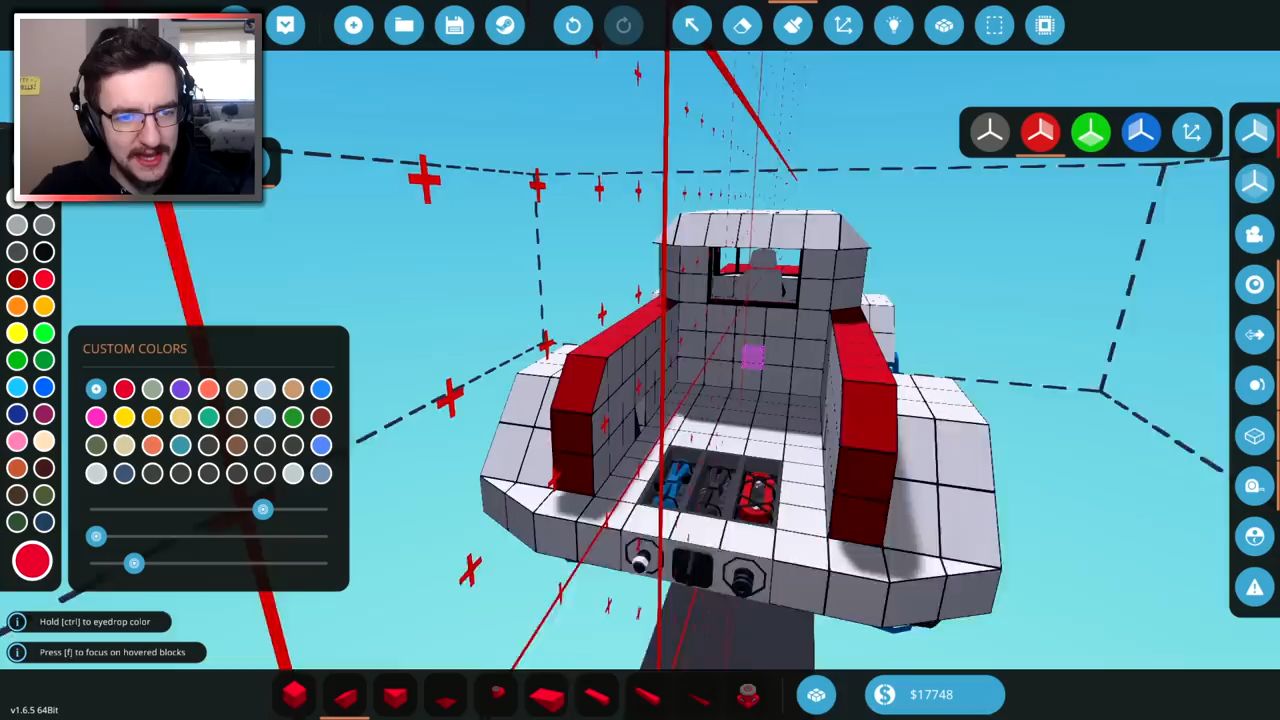 CUSTOM COLORS
Hold [ctrl] to eyedrop color
Press [f] to focus on hovered blocks
$17748
v1.6.5 64Bit